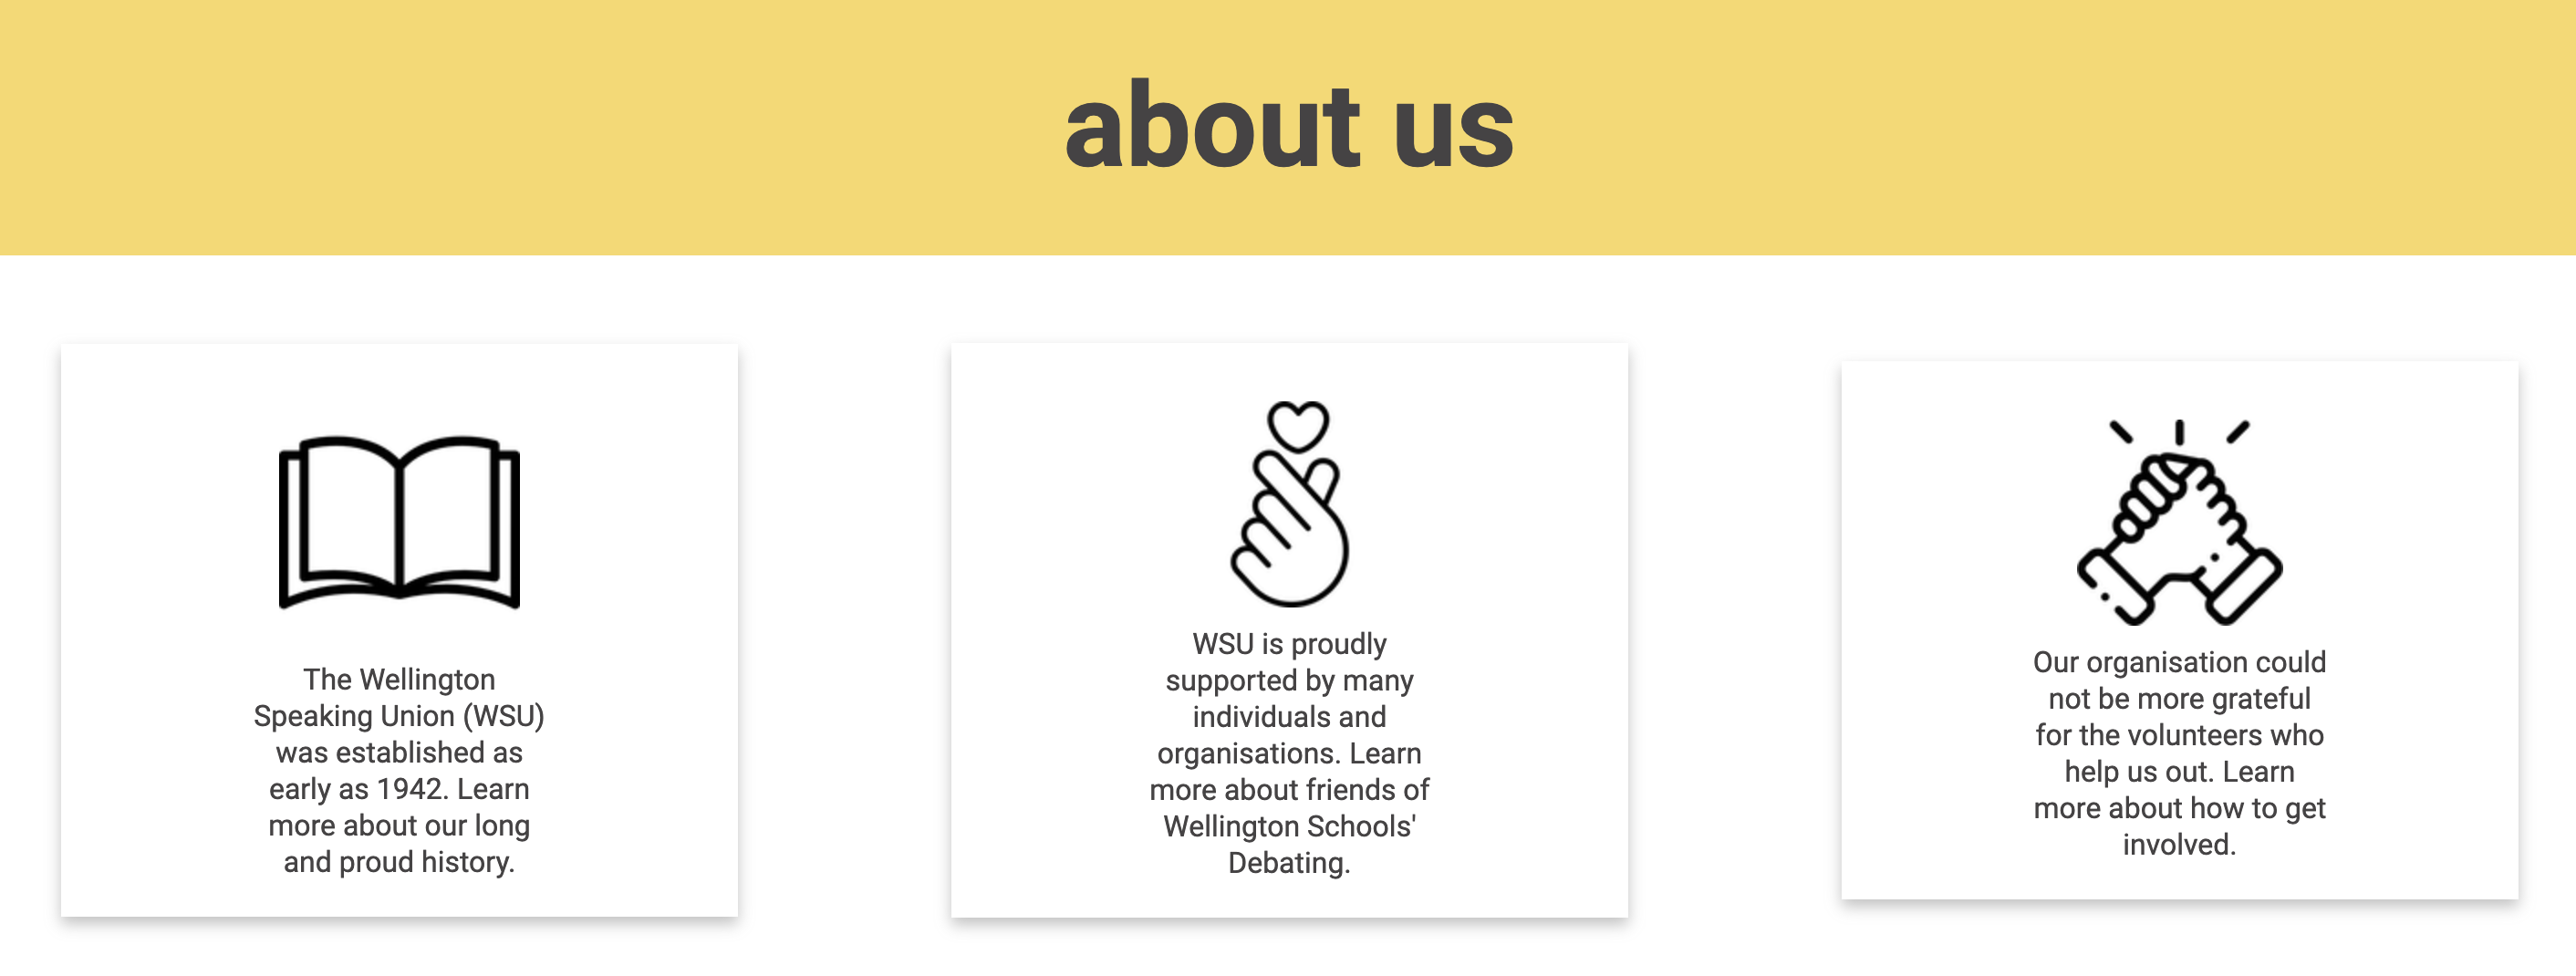 about us
The Wellington
Speaking Union (WSU)
was established as
early as 1942. Learn
more about our long
and proud history.
WSU is proudly
supported by many
individuals and
organisations. Learn
more about friends of
Wellington Schools'
Debating.
Our organisation could
not be more grateful
for the volunteers who
help us out. Learn
more about how to get
involved.